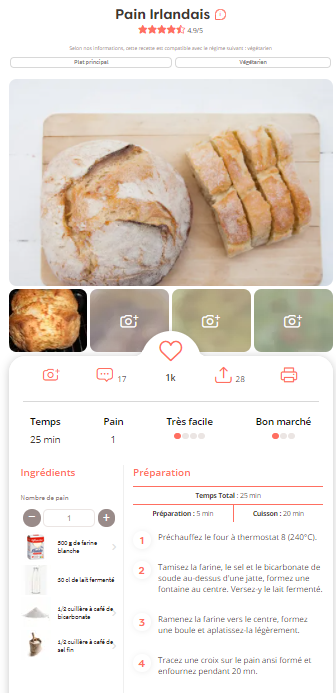 Pain Irlandais
4.9/5
Selon nos informations, cette recette est compatible avec le régime suivant : végétarien
Plat principal
Végétarien
17
1k
28
Temps
Pain
Très facile
Bon marché
25 min
1
Ingrédients
Préparation
Nombre de pain
1
500 g de farine
blanche
30 cl de lait fermenté
1/2 cuillère à café de
bicarbonate
1/2 cuillère à café de
sel fin
Temps Total : 25 min
Préparation : 5 min
Cuisson : 20 min
1
Préchauffez le four à thermostat 8 (240°C).
2
Tamisez la farine, le sel et le bicarbonate de
soude au-dessus d'une jatte, formez une
fontaine au centre. Versez-y le lait fermenté.
3
Ramenez la farine vers le centre, formez
une boule et aplatissez-la légèrement.
4
Tracez une croix sur le pain ansi formé et
enfournez pendant 20 mn.